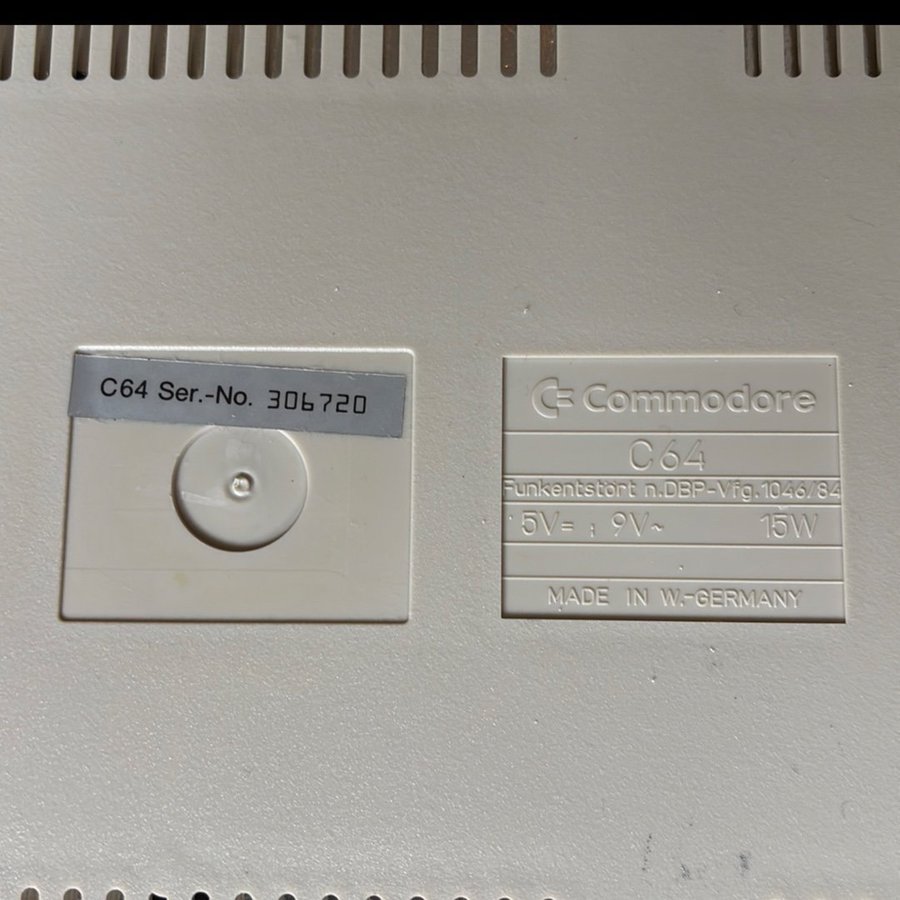 C64 Ser.-No. 306720
Commodore
C64
Funkentstört n.DBP-Vfg.1046/84
5V= ; 9V~ 15W
MADE IN W.-GERMANY